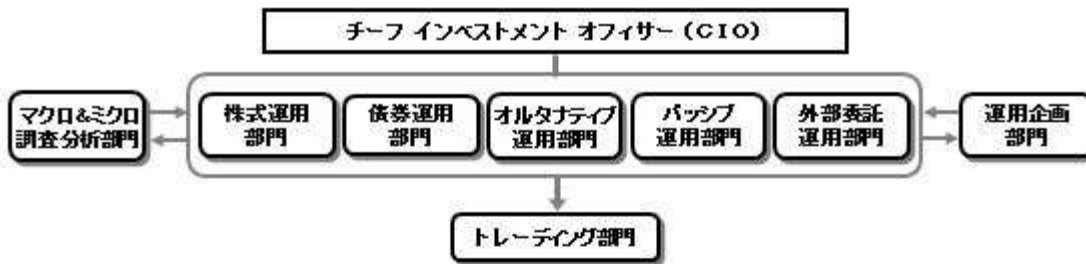 チーフ インベストメント オフィサー（CIO）
マクロ&ミクロ
調査分析部門
株式運用
部門
債券運用
部門
オルタナティブ
運用部門
パッシブ
運用部門
外部委託
運用部門
運用企画
部門
トレーディング部門